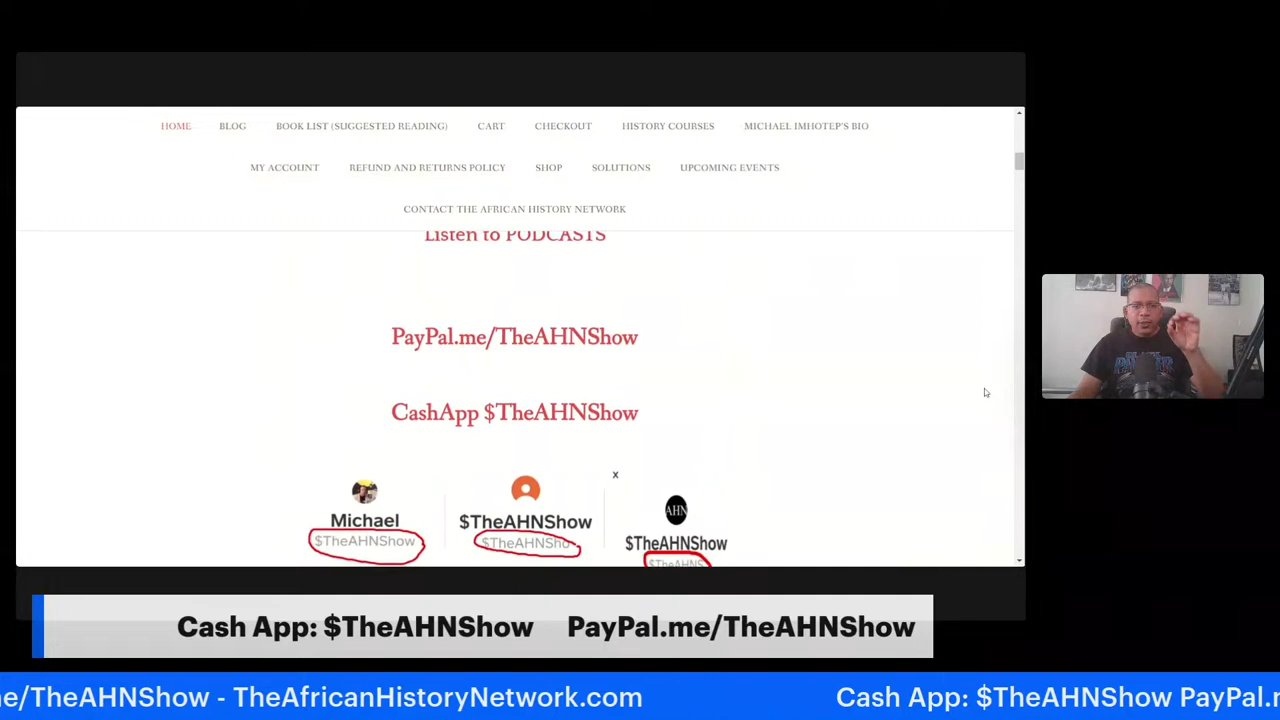 HOME BLOG BOOK LIST (SUGGESTED READING) CART CHECKOUT HISTORY COURSES MICHAEL IMHOTEP'S BIO
MY ACCOUNT REFUND AND RETURNS POLICY SHOP SOLUTIONS UPCOMING EVENTS
CONTACT THE AFRICAN HISTORY NETWORK
Listen to PODCASTS
PayPal.me/TheAHNShow
CashApp $TheAHNShow
x
AHN
Michael $TheAHNShow $TheAHNShow
$TheAHNShow $TheAHNSho $TheAHNS
Cash App: $TheAHNShow PayPal.me/TheAHNShow
e/TheAHNShow - TheAfricanHistoryNetwork.com Cash App: $TheAHNShow PayPal.m